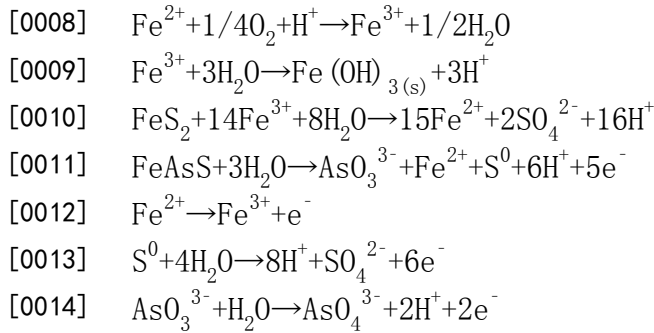 [0008] Fe²⁺+1/4O₂+H⁺→Fe³⁺+1/2H₂O
[0009] Fe³⁺+3H₂O→Fe(OH)₃₍ₛ₎+3H⁺
[0010] FeS₂+14Fe³⁺+8H₂O→15Fe²⁺+2SO₄²⁻+16H⁺
[0011] FeAsS+3H₂O→AsO₃³⁻+Fe²⁺+S⁰+6H⁺+5e⁻
[0012] Fe²⁺→Fe³⁺+e⁻
[0013] S⁰+4H₂O→8H⁺+SO₄²⁻+6e⁻
[0014] AsO₃³⁻+H₂O→AsO₄³⁻+2H⁺+2e⁻